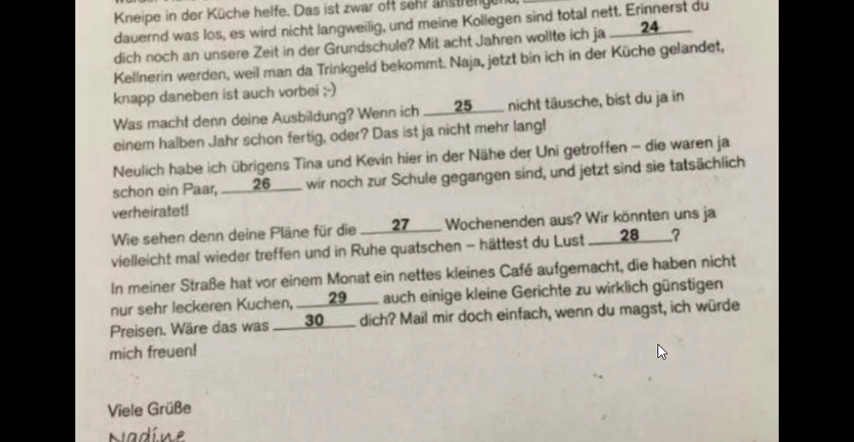 Kneipe in der Küche helfe. Das ist zwar oft sehr anstrengend,
dauernd was los, es wird nicht langweilig, und meine Kollegen sind total nett. Erinnerst du
dich noch an unsere Zeit in der Grundschule? Mit acht Jahren wollte ich ja 24
Kellnerin werden, weil man da Trinkgeld bekommt. Naja, jetzt bin ich in der Küche gelandet,
knapp daneben ist auch vorbei ;-)
Was macht denn deine Ausbildung? Wenn ich 25 nicht täusche, bist du ja in
einem halben Jahr schon fertig, oder? Das ist ja nicht mehr lang!
Neulich habe ich übrigens Tina und Kevin hier in der Nähe der Uni getroffen – die waren ja
schon ein Paar, 26 wir noch zur Schule gegangen sind, und jetzt sind sie tatsächlich
verheiratet!
Wie sehen denn deine Pläne für die 27 Wochenenden aus? Wir könnten uns ja
vielleicht mal wieder treffen und in Ruhe quatschen – hättest du Lust 28 ?
In meiner Straße hat vor einem Monat ein nettes kleines Café aufgemacht, die haben nicht
nur sehr leckeren Kuchen, 29 auch einige kleine Gerichte zu wirklich günstigen
Preisen. Wäre das was 30 dich? Mail mir doch einfach, wenn du magst, ich würde
mich freuen!
Viele Grüße
Nadine